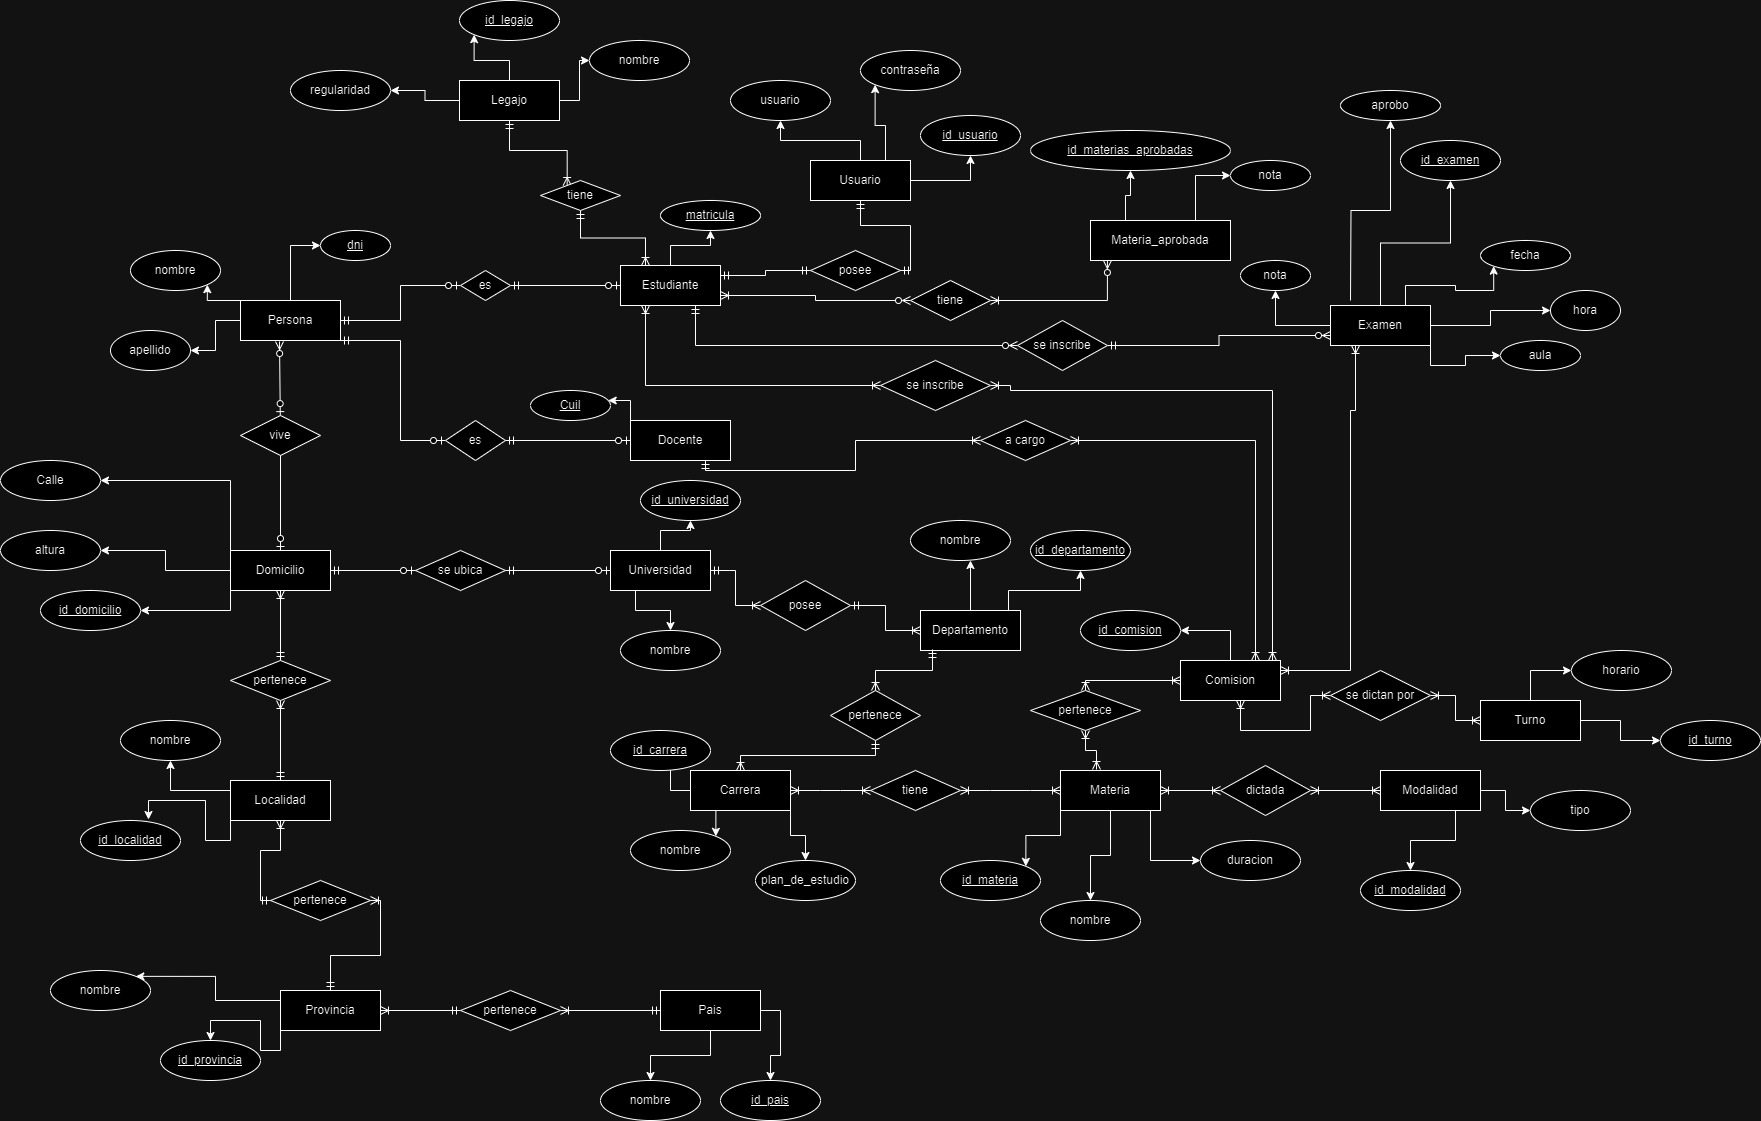 id_legajo
nombre
regularidad
Legajo
contraseña
usuario
id_usuario
Usuario
aprobo
id_materias_aprobadas
id_examen
nota
tiene
matricula
Materia_aprobada
dni
nombre
fecha
es
Estudiante
posee
nota
tiene
hora
Persona
Examen
apellido
se inscribe
aula
se inscribe
Cuil
vive
es
Docente
a cargo
Calle
id_universidad
altura
nombre
id_departamento
Domicilio
se ubica
Universidad
id_domicilio
posee
Departamento
id_comision
nombre
horario
pertenece
Comision
se dictan por
pertenece
pertenece
Turno
nombre
id_carrera
id_turno
Localidad
Carrera
tiene
Materia
dictada
Modalidad
tipo
id_localidad
nombre
duracion
plan_de_estudio
id_materia
id_modalidad
pertenece
nombre
nombre
Provincia
pertenece
Pais
id_provincia
nombre
id_pais